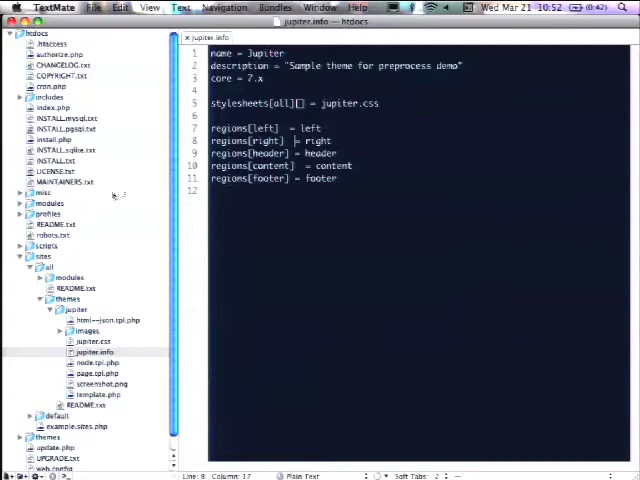 TextMate File Edit View Text Navigation Bundles Window Help Wed Mar 21 10:52 (0:42)
jupiter.info — htdocs
htdocs
.htaccess
authorize.php
CHANGELOG.txt
COPYRIGHT.txt
cron.php
includes
index.php
INSTALL.mysql.txt
INSTALL.pgsql.txt
install.php
INSTALL.sqlite.txt
INSTALL.txt
LICENSE.txt
MAINTAINERS.txt
misc
modules
profiles
README.txt
robots.txt
scripts
sites
all
modules
README.txt
themes
jupiter
html--json.tpl.php
images
jupiter.css
jupiter.info
node.tpl.php
page.tpl.php
screenshot.png
template.php
README.txt
default
example.sites.php
themes
update.php
UPGRADE.txt
web.config
jupiter.info
1 name = Jupiter
2 description = "Sample theme for preprocess demo"
3 core = 7.x
4
5 stylesheets[all][] = jupiter.css
6
7 regions[left] = left
8 regions[right] = right
9 regions[header] = header
10 regions[content] = content
11 regions[footer] = footer
12
Line: 8 Column: 17 Plain Text Soft Tabs: 2 —